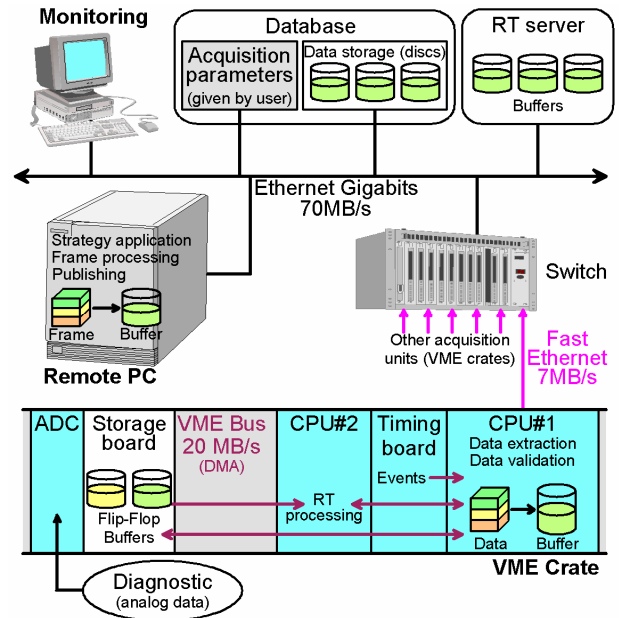 Monitoring
Database
Acquisition
parameters
(given by user)
Data storage (discs)
RT server
Buffers
Ethernet Gigabits
70MB/s
Strategy application
Frame processing
Publishing
Frame
Buffer
Remote PC
Switch
Other acquisition
units (VME crates)
Fast
Ethernet
7MB/s
ADC
Storage
board
Flip-Flop
Buffers
VME Bus
20 MB/s
(DMA)
CPU#2
RT
processing
Timing
board
Events
CPU#1
Data extraction
Data validation
Data
Buffer
VME Crate
Diagnostic
(analog data)